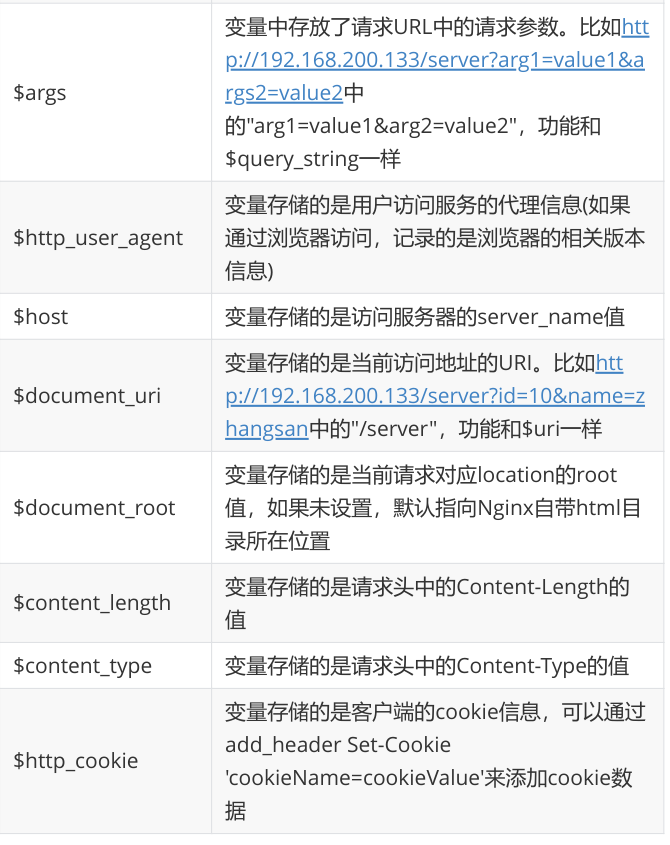 变量中存放了请求URL中的请求参数。比如htt
p://192.168.200.133/server?arg1=value1&a
rgs2=value2中
$args
的"arg1=value1&arg2=value2"，功能和
$query_string一样
变量存储的是用户访问服务的代理信息(如果
$http_user_agent
通过浏览器访问，记录的是浏览器的相关版本
信息)
$host
变量存储的是访问服务器的server_name值
变量存储的是当前访问地址的URI。比如htt
$document_uri
p://192.168.200.133/server?id=10&name=z
hangsan中的"/server"，功能和$uri一样
变量存储的是当前请求对应location的root
$document_root
值，如果未设置，默认指向Nginx自带html目
录所在位置
$content_length
变量存储的是请求头中的Content-Length的
值
$content_type
变量存储的是请求头中的Content-Type的值
变量存储的是客户端的cookie信息，可以通过
$http_cookie
add_header Set-Cookie
'cookieName=cookieValue'来添加cookie数
据